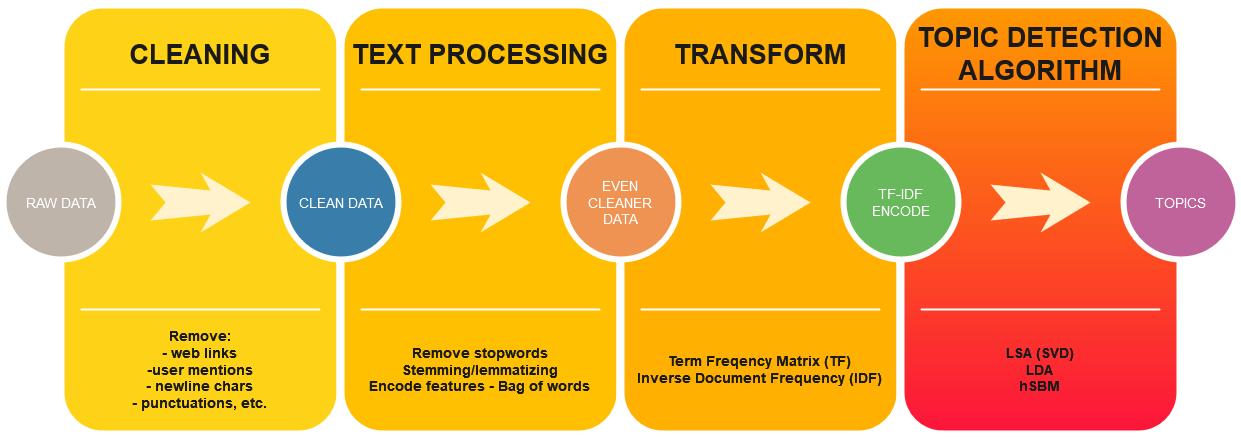 CLEANING
TEXT PROCESSING
TRANSFORM
TOPIC DETECTION
ALGORITHM
RAW DATA
CLEAN DATA
EVEN
CLEANER
DATA
TF-IDF
ENCODE
TOPICS
Remove:
- web links
-user mentions
- newline chars
- punctuations, etc.
Remove stopwords
Stemming/lemmatizing
Encode features - Bag of words
Term Freqency Matrix (TF)
Inverse Document Frequency (IDF)
LSA (SVD)
LDA
hSBM